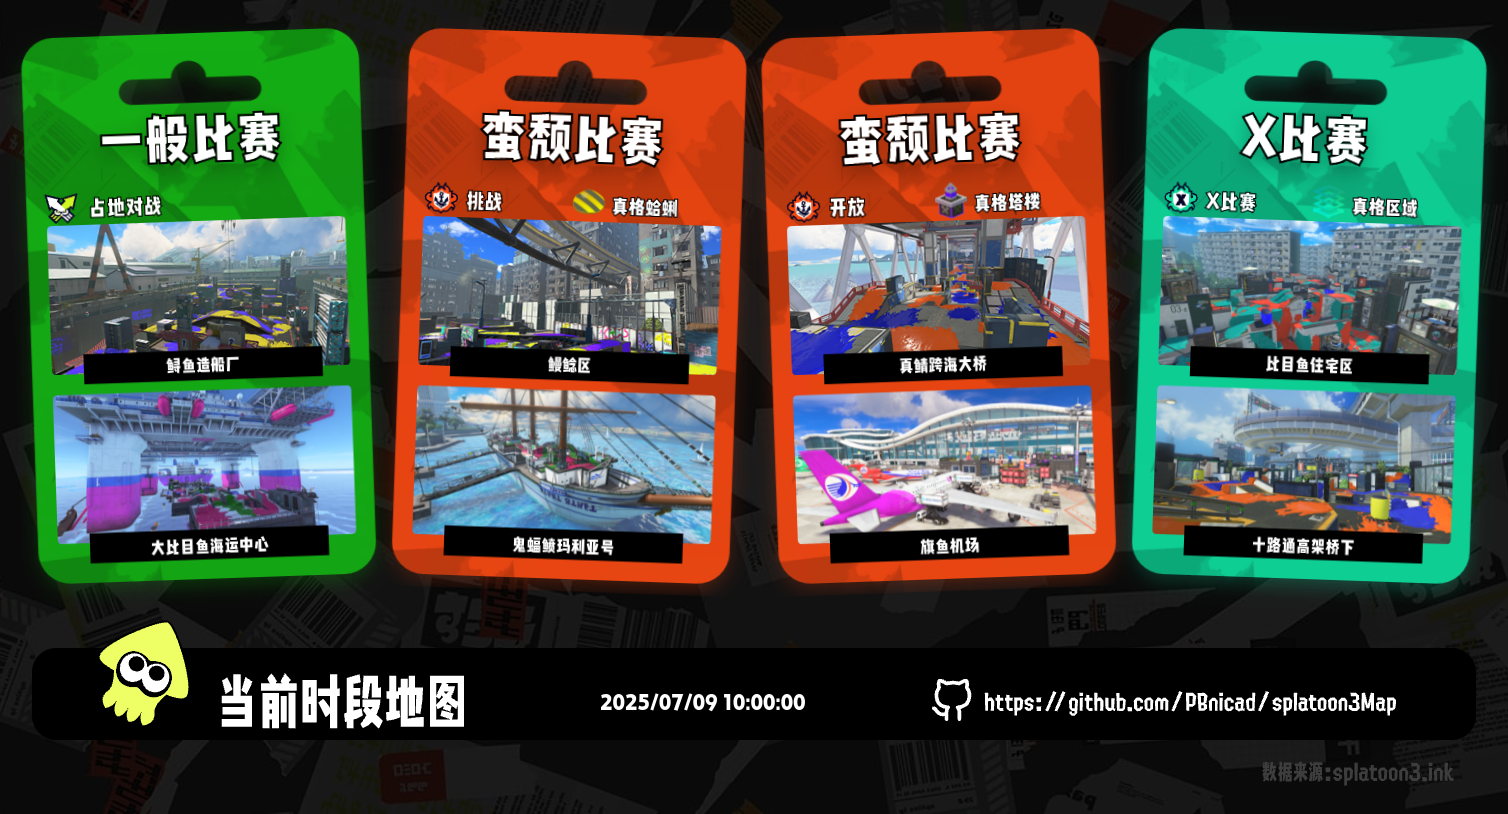 一般比赛
占地对战
鲟鱼造船厂
大比目鱼海运中心
蛮颓比赛
挑战
真格蛤蜊
鳗鲶区
鬼蝠鲼玛利亚号
蛮颓比赛
开放
真格塔楼
真鲷跨海大桥
旗鱼机场
X比赛
X比赛
真格区域
比目鱼住宅区
十路通高架桥下
当前时段地图
2025/07/09 10:00:00
https://github.com/PBnicad/splatoon3Map
数据来源:splatoon3.ink